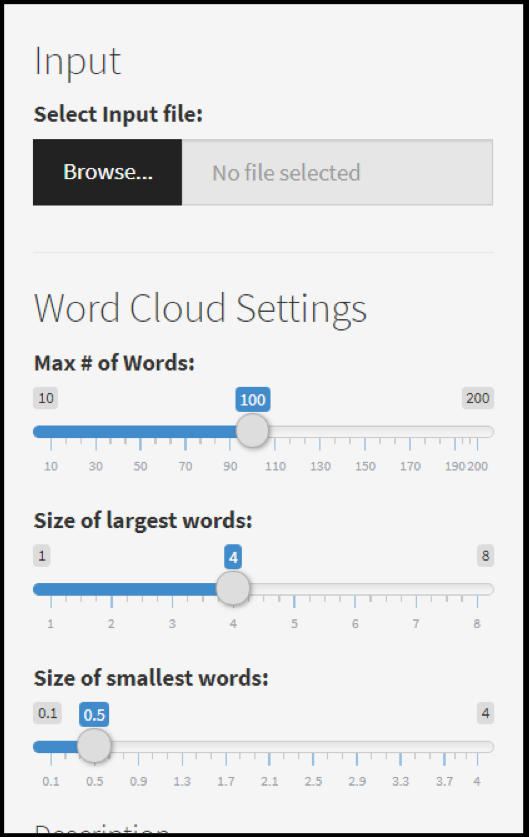 Input
Select Input file:
Browse... No file selected
Word Cloud Settings
Max # of Words:
10 100 200
10 30 50 70 90 110 130 150 170 190 200
Size of largest words:
1 4 8
1 2 3 4 5 6 7 8
Size of smallest words:
0.1 0.5 4
0.1 0.5 0.9 1.3 1.7 2.1 2.5 2.9 3.3 3.7 4
Description